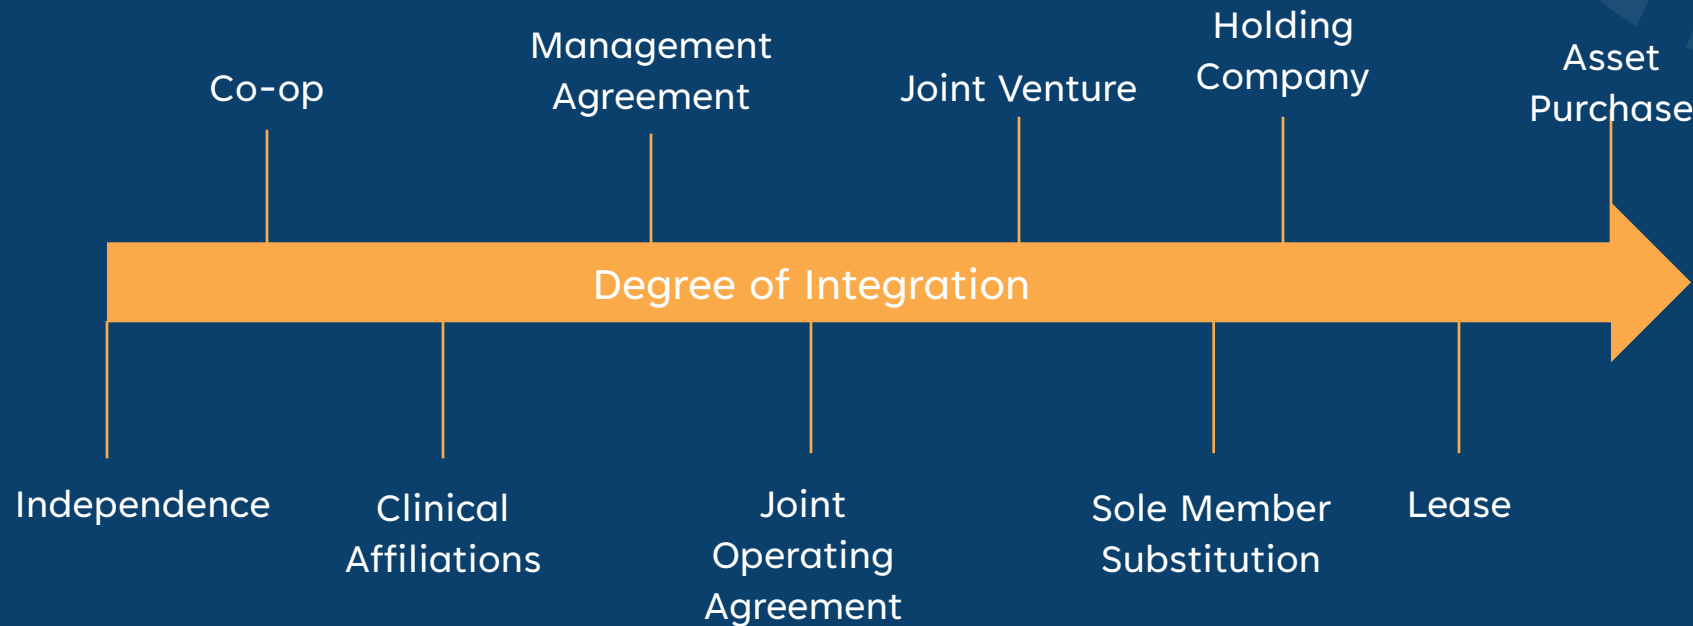 Co-op
Management
Agreement
Joint Venture
Holding
Company
Asset
Purchase
Degree of Integration
Independence
Clinical
Affiliations
Joint
Operating
Agreement
Sole Member
Substitution
Lease